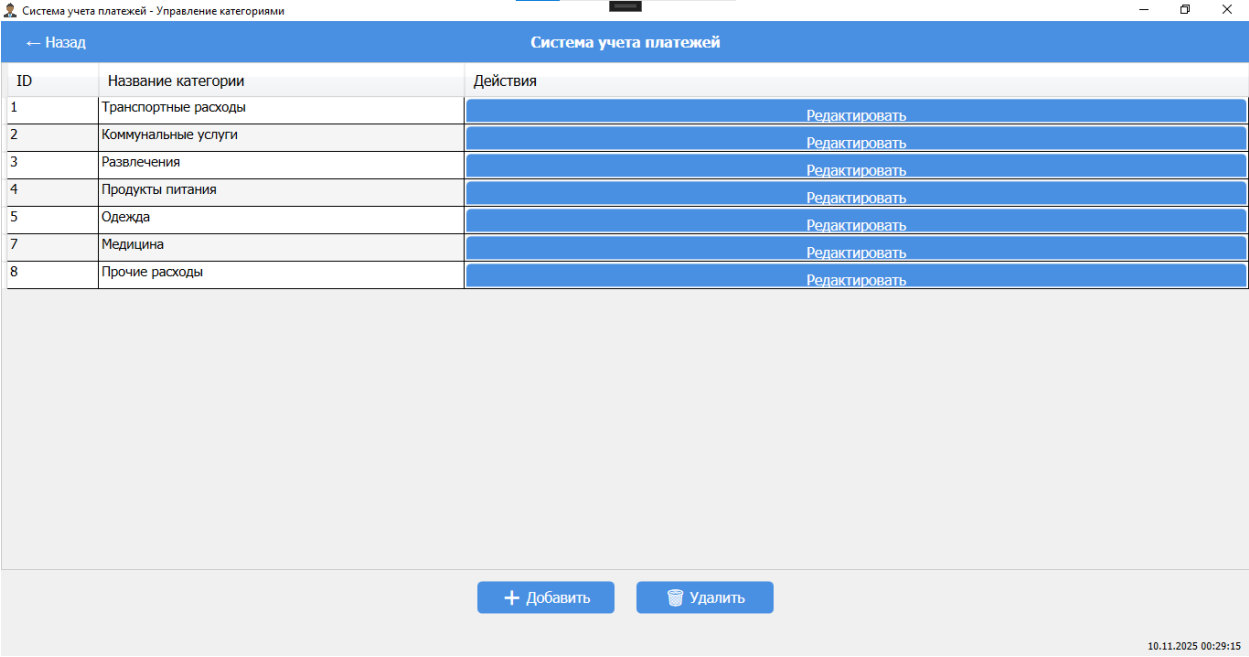 Система учета платежей - Управление категориями
← Назад Система учета платежей
ID Название категории Действия
1 Транспортные расходы Редактировать
2 Коммунальные услуги Редактировать
3 Развлечения Редактировать
4 Продукты питания Редактировать
5 Одежда Редактировать
7 Медицина Редактировать
8 Прочие расходы Редактировать
+ Добавить Удалить
10.11.2025 00:29:15